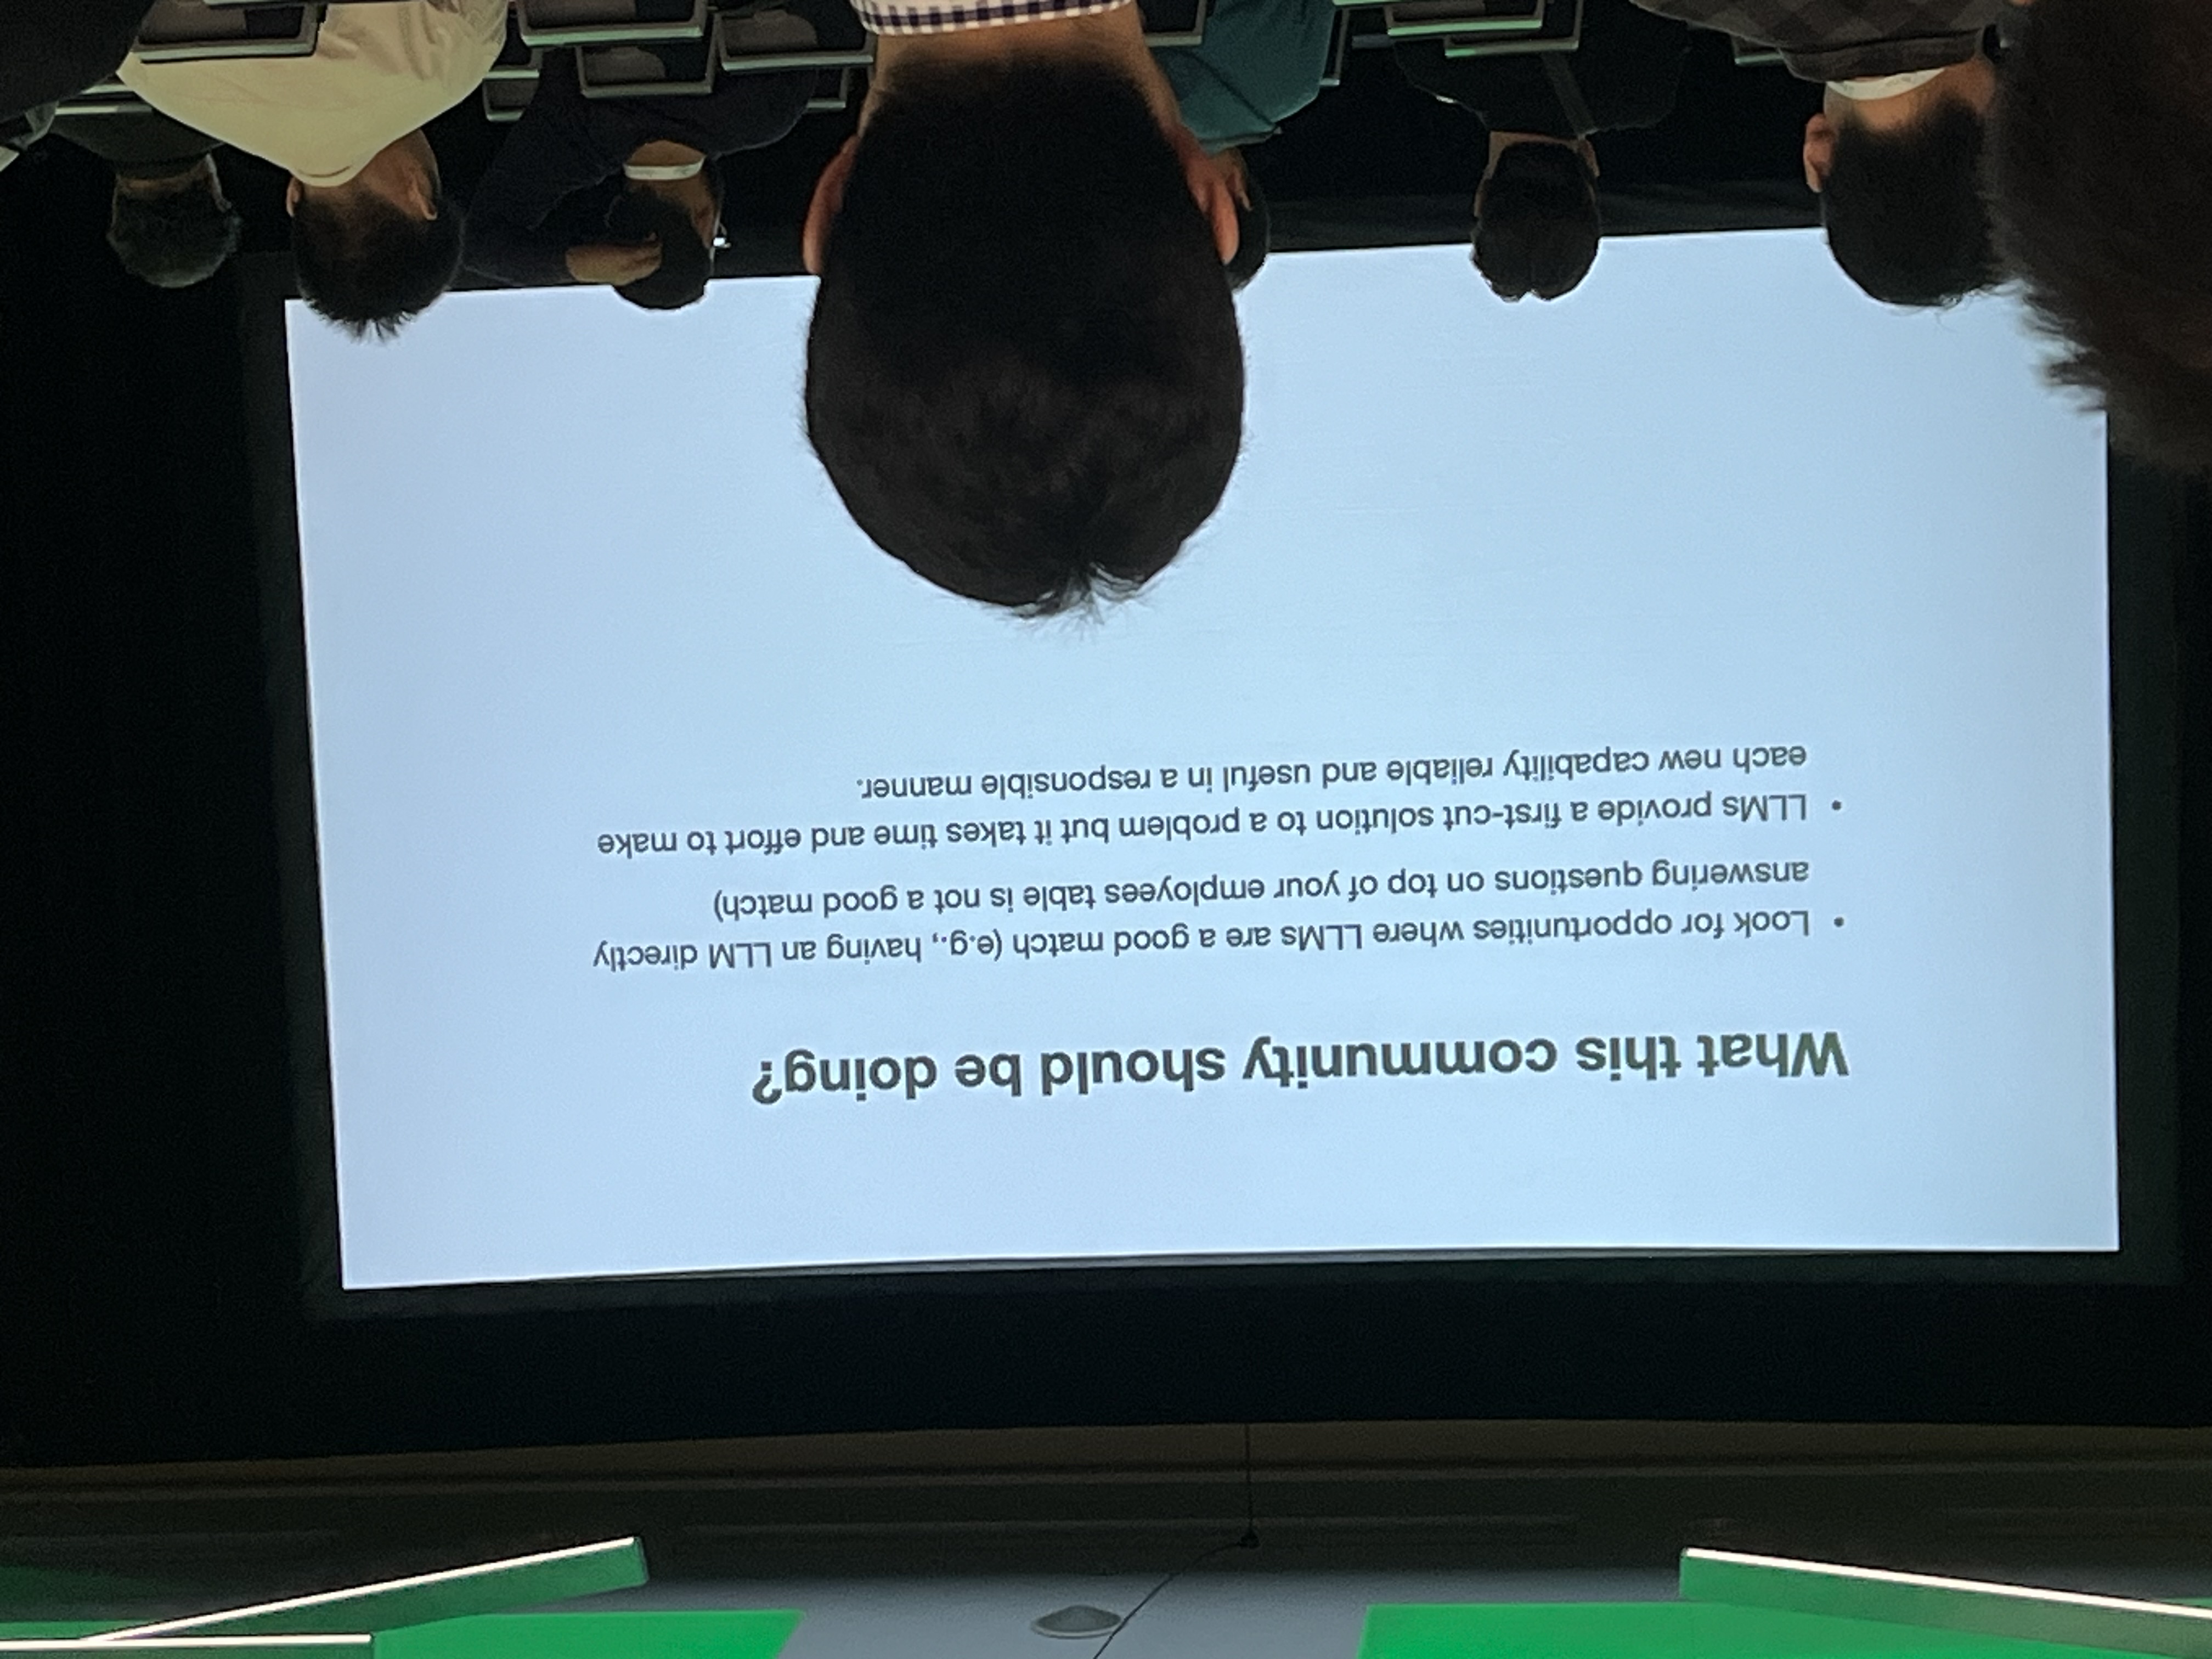 What this community should be doing?
• Look for opportunities where LLMs are a good match (e.g., having an LLM directly
answering questions on top of your employees table is not a good match)
• LLMs provide a first-cut solution to a problem but it takes time and effort to make
each new capability reliable and useful in a responsible manner.